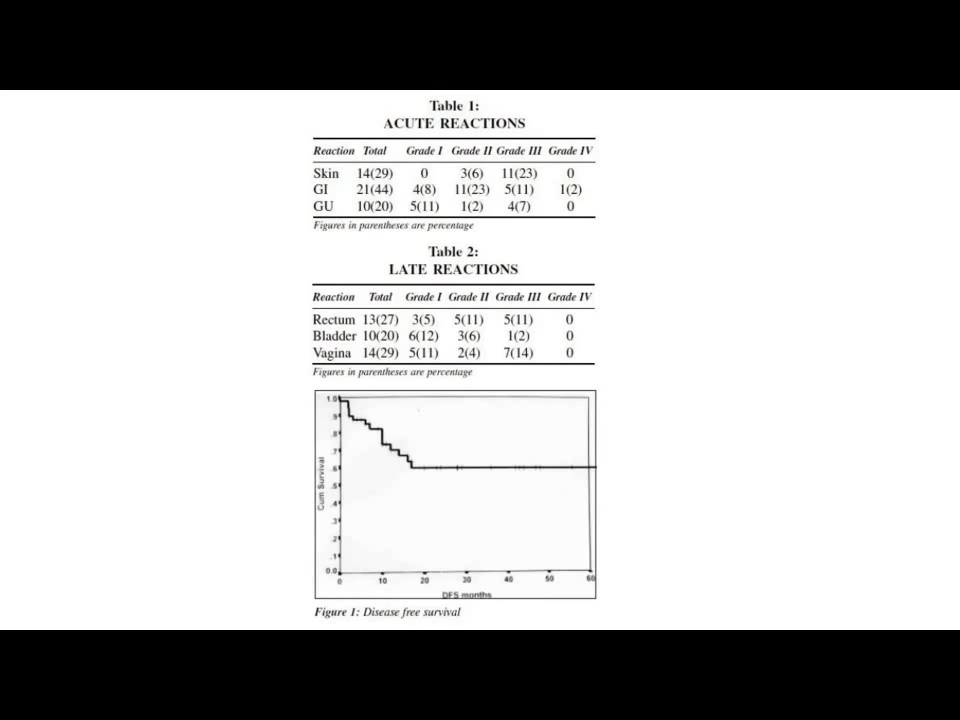 Table 1:
ACUTE REACTIONS
Reaction Total Grade I Grade II Grade III Grade IV
Skin 14(29) 0 3(6) 11(23) 0
GI 21(44) 4(8) 11(23) 5(11) 1(2)
GU 10(20) 5(11) 1(2) 4(7) 0
Figures in parentheses are percentage
Table 2:
LATE REACTIONS
Reaction Total Grade I Grade II Grade III Grade IV
Rectum 13(27) 3(5) 5(11) 5(11) 0
Bladder 10(20) 6(12) 3(6) 1(2) 0
Vagina 14(29) 5(11) 2(4) 7(14) 0
Figures in parentheses are percentage
Cum Survival
1.0
.9
.8
.7
.6
.5
.4
.3
.2
.1
0.0
0 10 20 30 40 50 60
DFS months
Figure 1: Disease free survival